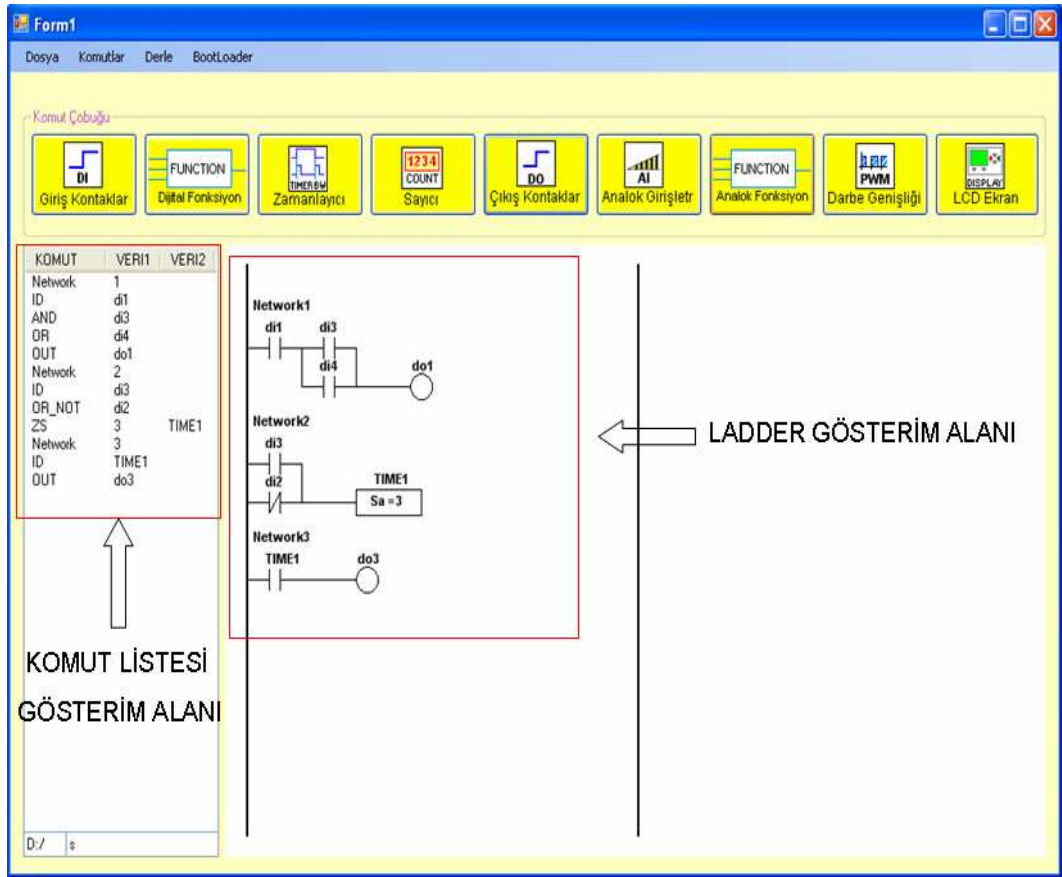 Form1
Dosya Komutlar Derle BootLoader
Komut Çobuğu
DI FUNCTION TIMER BW 1234 COUNT DO AI FUNCTION PWM DISPLAY
Giriş Kontaklar Dijital Fonksiyon Zamanlayıcı Sayıcı Çıkış Kontaklar Analok Girişletr Analok Fonksiyon Darbe Genişliği LCD Ekran
KOMUT VERI1 VERI2
Network 1
ID di1
AND di3
OR di4
OUT do1
Network 2
ID di3
OR_NOT di2
ZS 3 TIME1
Network 3
ID TIME1
OUT do3
KOMUT LİSTESİ
GÖSTERİM ALANI
D:/ s
Network1
di1 di3
di4 do1
Network2
di3
di2 TIME1
Sa =3
Network3
TIME1 do3
LADDER GÖSTERİM ALANI